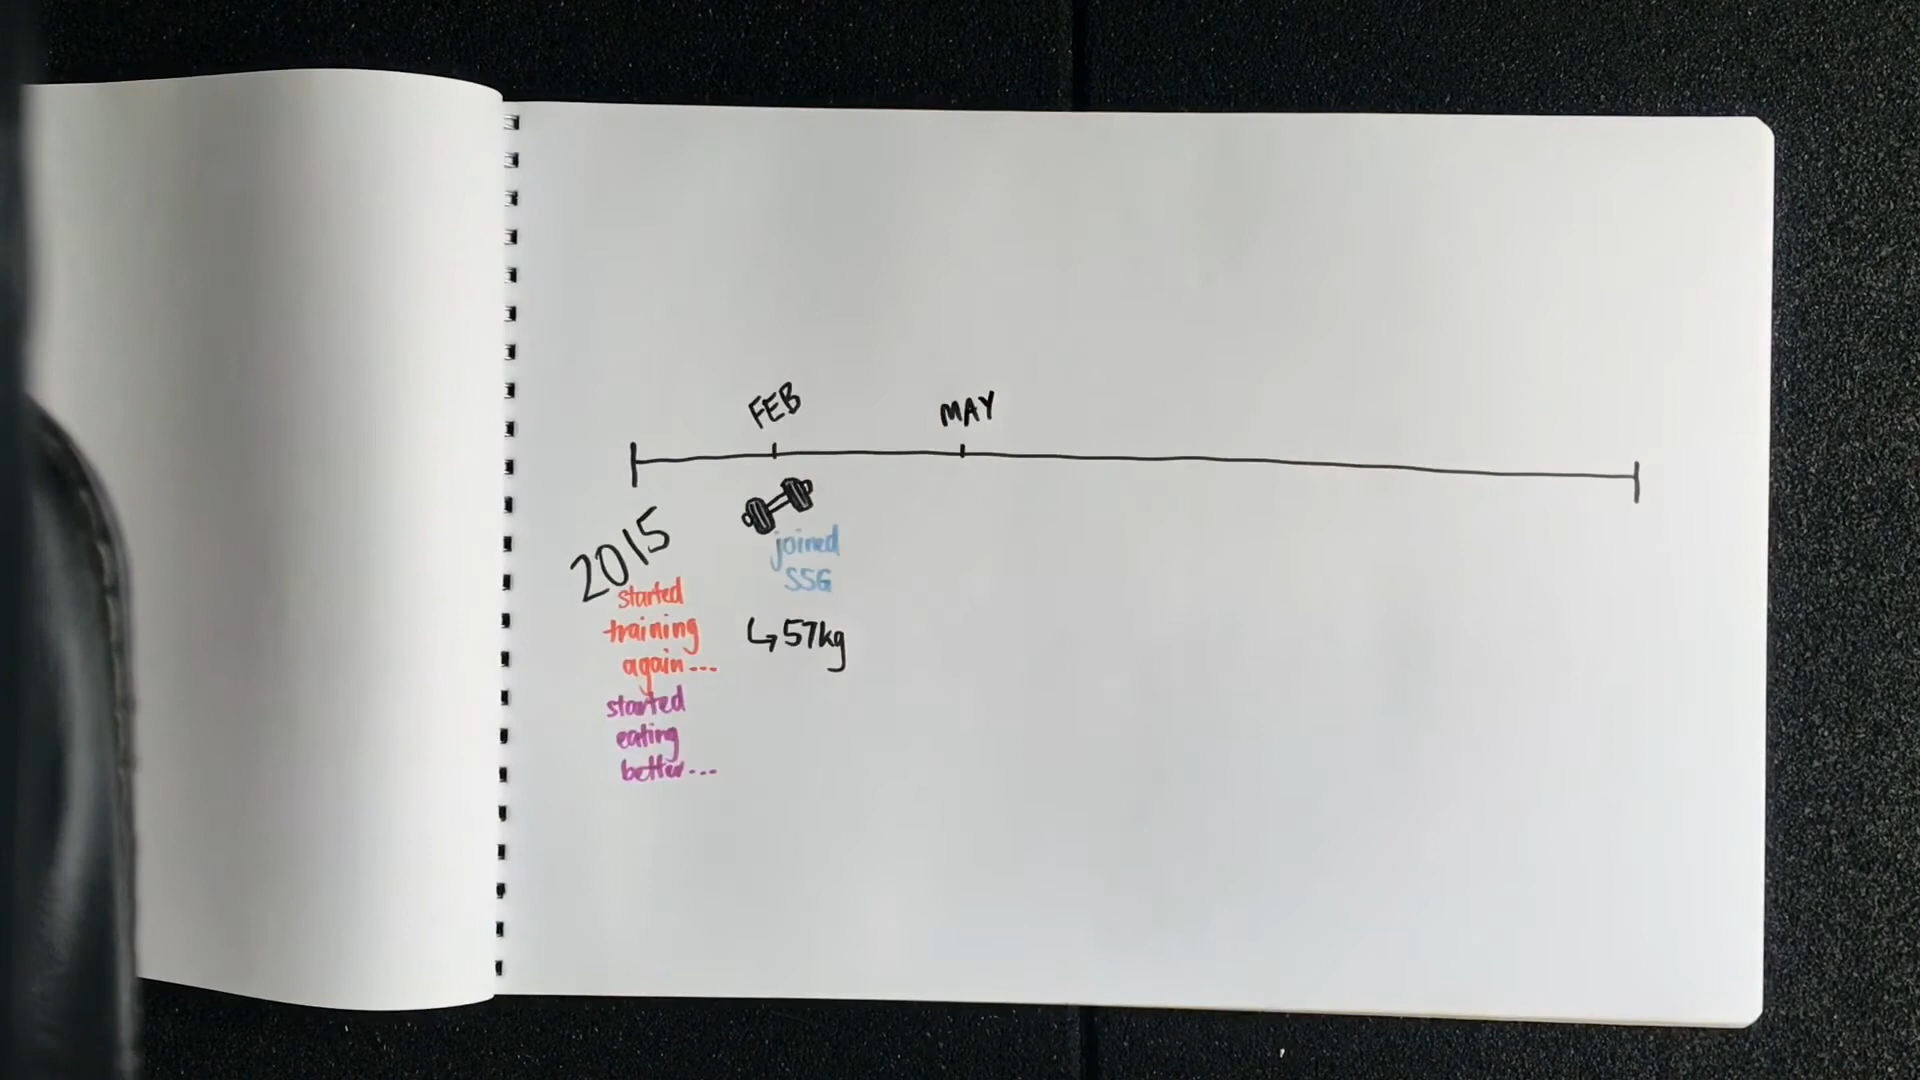 FEB
MAY
2015
started
training
again...
started
eating
better...
joined
SSG
↳57kg